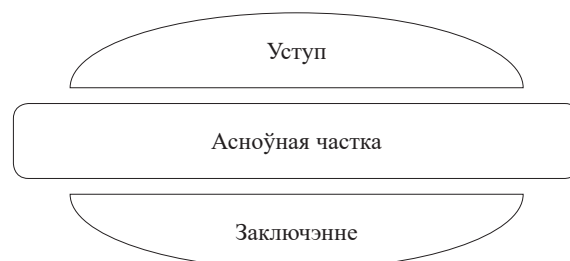 Уступ
Асноўная частка
Заключэнне